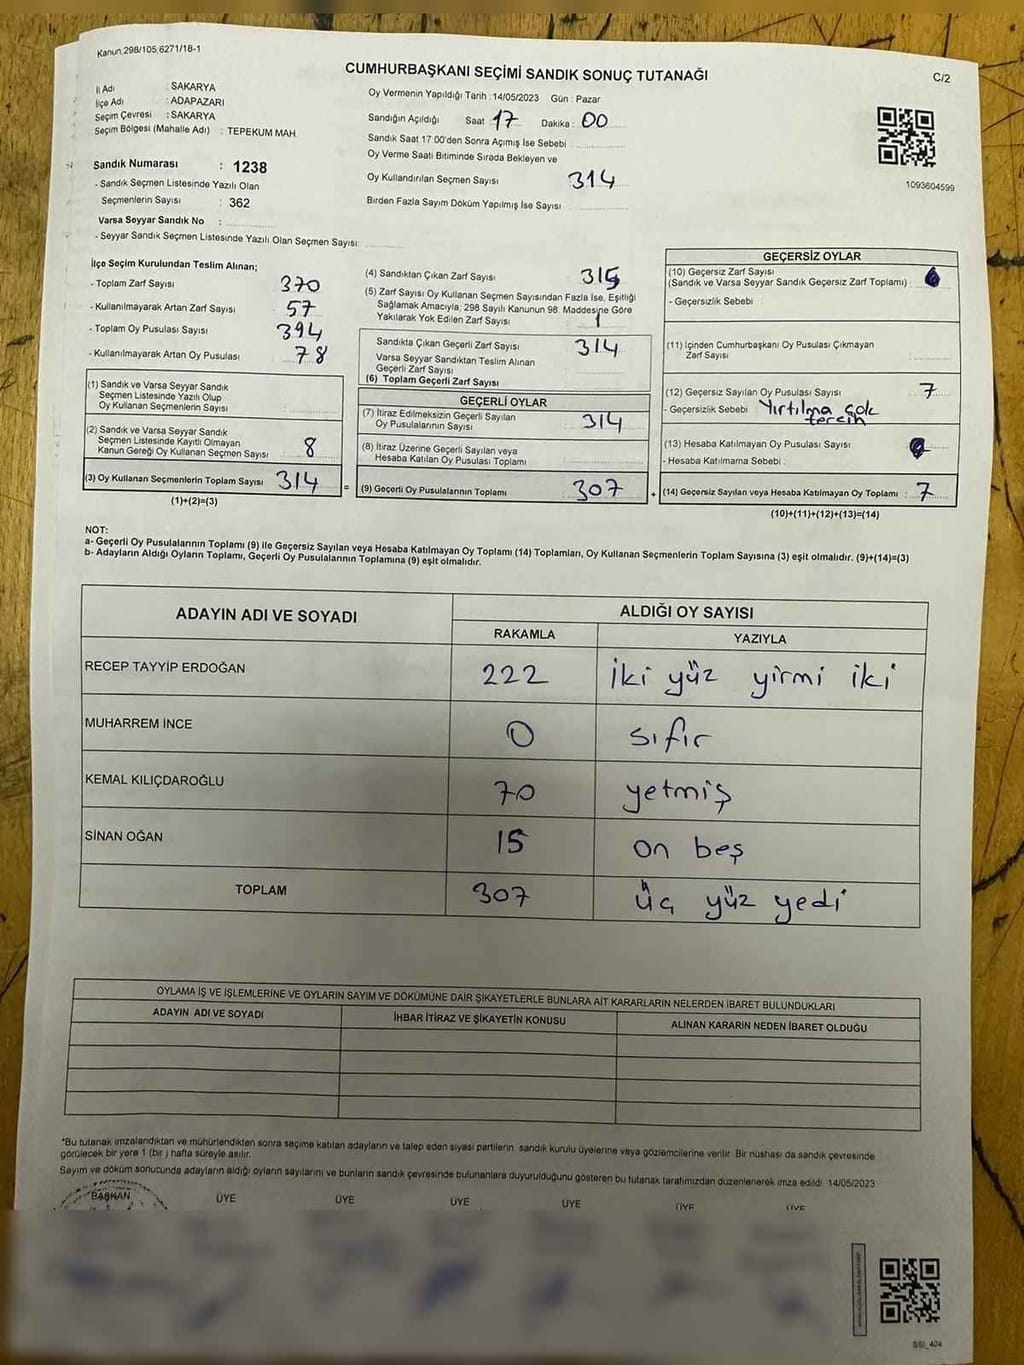 Kanun 298/105,6271/18-1
CUMHURBAŞKANI SEÇİMİ SANDIK SONUÇ TUTANAĞI
C/2
İl Adı : SAKARYA
İlçe Adı : ADAPAZARI
Seçim Çevresi : SAKARYA
Seçim Bölgesi (Mahalle Adı) : TEPEKUM MAH
Sandık Numarası : 1238
- Sandık Seçmen Listesinde Yazılı Olan
Seçmenlerin Sayısı : 362
Varsa Seyyar Sandık No :
- Seyyar Sandık Seçmen Listesinde Yazılı Olan Seçmen Sayısı:
Oy Vermenin Yapıldığı Tarih : 14/05/2023 Gün : Pazar
Sandığın Açıldığı Saat 17 Dakika : 00
Sandık Saat 17:00'den Sonra Açmış İse Sebebi
Oy Verme Saati Bitiminde Sırada Bekleyen ve
Oy Kullandırılan Seçmen Sayısı 314
Birden Fazla Sayım Döküm Yapılmış İse Sayısı :
1093604599
İlçe Seçim Kurulundan Teslim Alınan;
- Toplam Zarf Sayısı 370
- Kullanılmayarak Artan Zarf Sayısı 57
- Toplam Oy Pusulası Sayısı 394
- Kullanılmayarak Artan Oy Pusulası 78
(1) Sandık ve Varsa Seyyar Sandık
Seçmen Listesinde Yazılı Olup
Oy Kullanan Seçmenlerin Sayısı
(2) Sandık ve Varsa Seyyar Sandık
Seçmen Listesinde Kayıtlı Olmayan
Kanun Gereği Oy Kullanan Seçmen Sayısı 8
(3) Oy Kullanan Seçmenlerin Toplam Sayısı 314
(1)+(2)=(3)
(4) Sandıktan Çıkan Zarf Sayısı 315
(5) Zarf Sayısı Oy Kullanan Seçmen Sayısından Fazla İse, Eşitliği
Sağlamak Amacıyla, 298 Sayılı Kanunun 98. Maddesine Göre
Yakılarak Yok Edilen Zarf Sayısı 1
Sandıkta Çıkan Geçerli Zarf Sayısı 314
Varsa Seyyar Sandıktan Teslim Alınan
Geçerli Zarf Sayısı
(6) Toplam Geçerli Zarf Sayısı
GEÇERLİ OYLAR
(7) İtiraz Edilmeksizin Geçerli Sayılan
Oy Pusulalarının Sayısı 314
(8) İtiraz Üzerine Geçerli Sayılan veya
Hesaba Katılan Oy Pusulası Toplamı
= (9) Geçerli Oy Pusulalarının Toplamı 307 +
GEÇERSİZ OYLAR
(10) Geçersiz Zarf Sayısı
(Sandık ve Varsa Seyyar Sandık Geçersiz Zarf Toplamı) :
- Geçersizlik Sebebi :
(11) İçinden Cumhurbaşkanı Oy Pusulası Çıkmayan
Zarf Sayısı
(12) Geçersiz Sayılan Oy Pusulası Sayısı 7
- Geçersizlik Sebebi Yırtılma çok
tercih
(13) Hesaba Katılmayan Oy Pusulası Sayısı
- Hesaba Katılmama Sebebi
(14) Geçersiz Sayılan veya Hesaba Katılmayan Oy Toplamı : 7
(10)+(11)+(12)+(13)=(14)
NOT:
a- Geçerli Oy Pusulalarının Toplamı (9) ile Geçersiz Sayılan veya Hesaba Katılmayan Oy Toplamı (14) Toplamları, Oy Kullanan Seçmenlerin Toplam Sayısına (3) eşit olmalıdır. (9)+(14)=(3)
b- Adayların Aldığı Oyların Toplamı, Geçerli Oy Pusulalarının Toplamına (9) eşit olmalıdır.
ADAYIN ADI VE SOYADI
ALDIĞI OY SAYISI
RAKAMLA YAZIYLA
RECEP TAYYİP ERDOĞAN 222 iki yüz yirmi iki
MUHARREM İNCE 0 sıfır
KEMAL KILIÇDAROĞLU 70 yetmiş
SİNAN OĞAN 15 on beş
TOPLAM 307 üç yüz yedi
OYLAMA İŞ VE İŞLEMLERİNE VE OYLARIN SAYIM VE DÖKÜMÜNE DAİR ŞİKAYETLERLE BUNLARA AİT KARARLARIN NELERDEN İBARET BULUNDUKLARI
ADAYIN ADI VE SOYADI İHBAR İTİRAZ VE ŞİKAYETİN KONUSU ALINAN KARARIN NEDEN İBARET OLDUĞU
*Bu tutanak imzalandıktan ve mühürlendikten sonra seçime katılan adayların ve talep eden siyasi partilerin sandık kurulu üyelerine veya gözlemcilerine verilir. Bir nüshası da sandık çevresinde
görülecek bir yere 1 (bir ) hafta süreyle asılır.
Sayım ve döküm sonucunda adayların aldığı oyların sayılarını ve bunların sandık çevresinde bulunanlara duyurulduğunu gösteren bu tutanak tarafımızdan düzenlenerek imza edildi. 14/05/2023
BAŞKAN ÜYE ÜYE ÜYE ÜYE ÜYE ÜYE
SSI_404